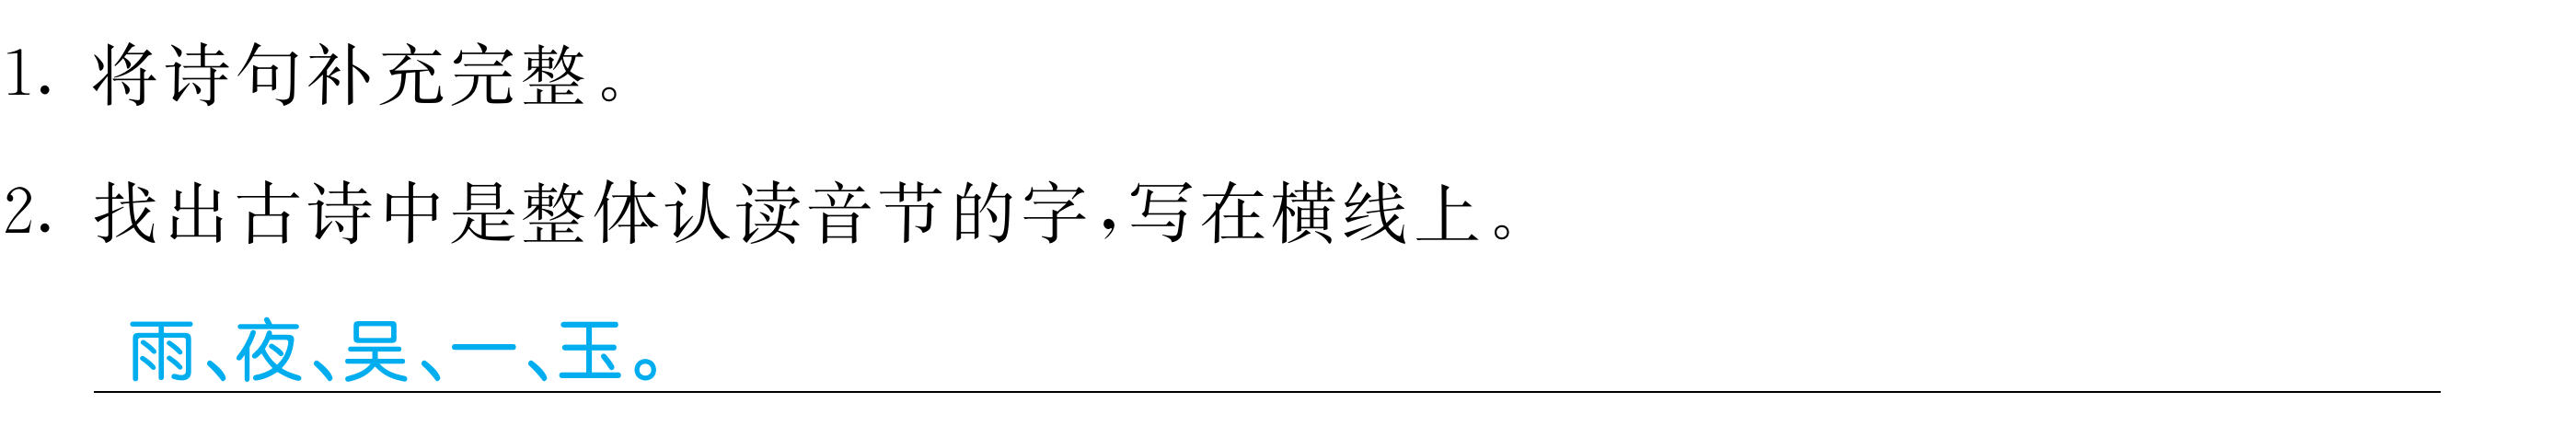 1. 将诗句补充完整。
2. 找出古诗中是整体认读音节的字,写在横线上。
雨、夜、吴、一、玉。